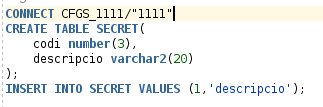 CONNECT CFGS_1111/"1111"
CREATE TABLE SECRET(
    codi number(3),
    descripcio varchar2(20)
);
INSERT INTO SECRET VALUES (1,'descripcio');